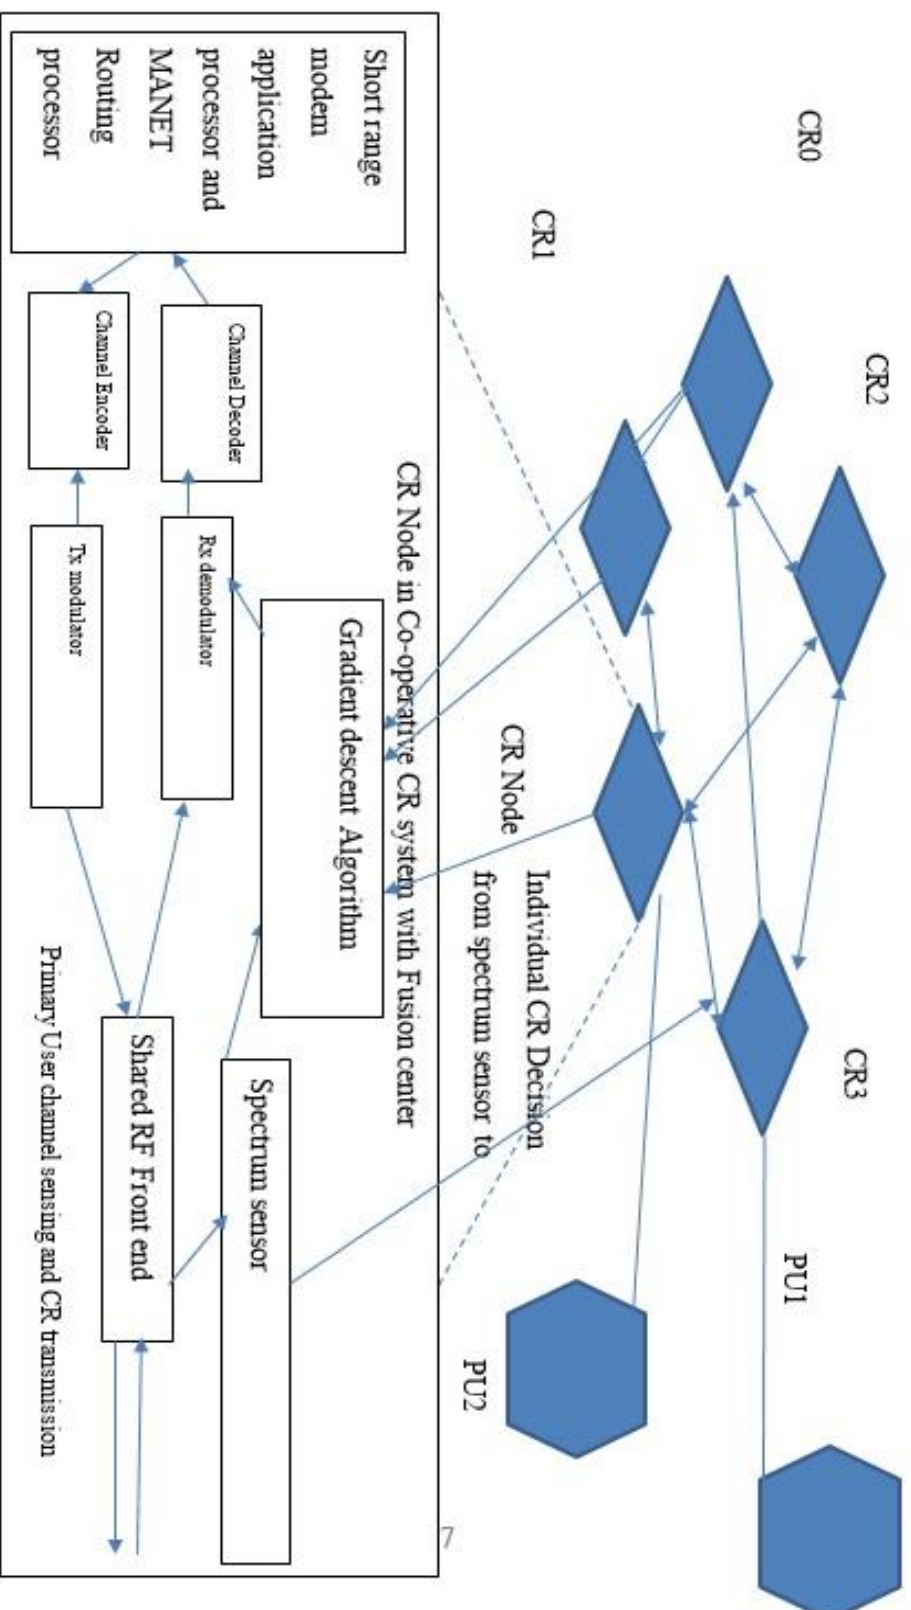 CR0
CR2
CR3
PU1
CR1
CR Node
Individual CR Decision
from spectrum sensor to
PU2
7
CR Node in Co-operative CR system with Fusion center
Short range
modem
application
processor and
MANET
Routing
processor
Gradient descent Algorithm
Spectrum sensor
Channel Decoder
Rx demodulator
Shared RF Front end
Channel Encoder
Tx modulator
Primary User channel sensing and CR transmission